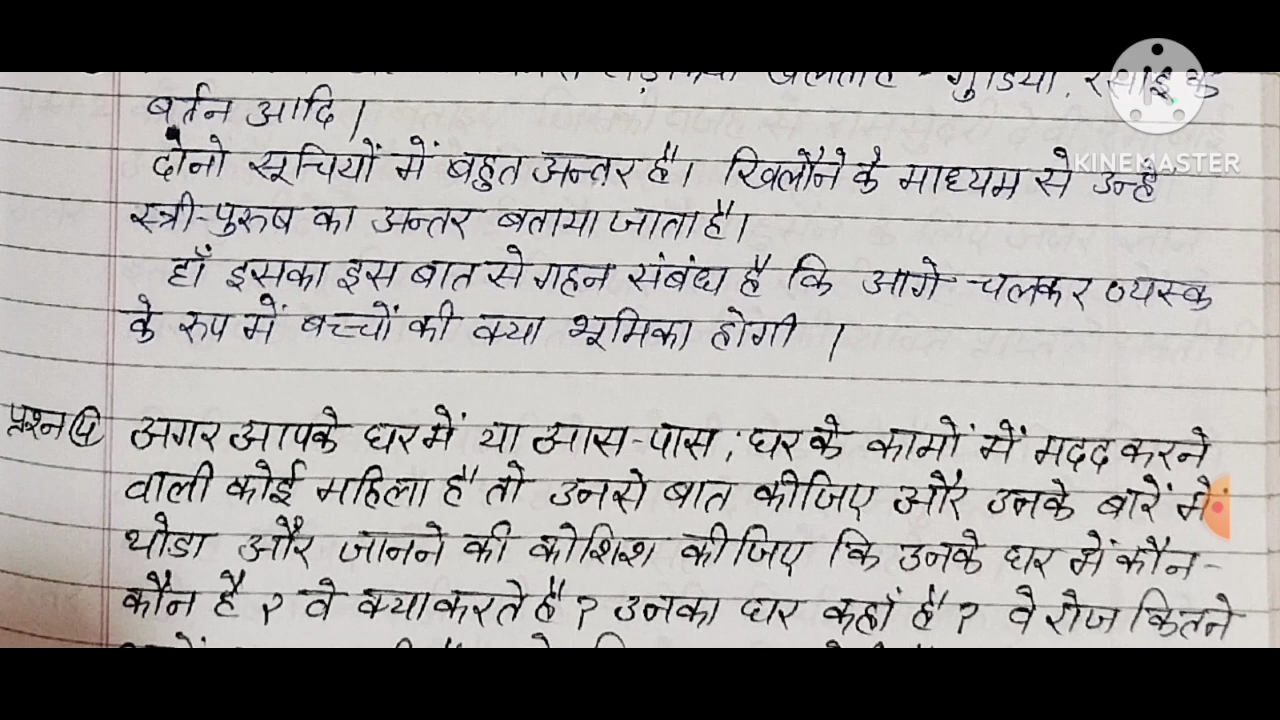 गुडिया, रसोई के
बर्तन आदि।
दोनो सूचियों में बहुत अन्तर है। खिलौने के माध्यम से उन्हें
स्त्री-पुरुष का अन्तर बताया जाता है।
हाँ इसका इस बात से गहन संबंध है कि आगे चलकर व्यस्क
के रुप में बच्चों की क्या भूमिका होगी ।
प्रश्न ④ अगर आपके घर में या आस-पास, घर के कामों में मदद करने
वाली कोई महिला है तो उनसे बात कीजिए और उनके बारें में
थोडा और जानने की कोशिश कीजिए कि उनके घर में कौन-
कौन है ? वे क्या करते है ? उनका घर कहाँ है ? वे रोज कितने
KINEMASTER